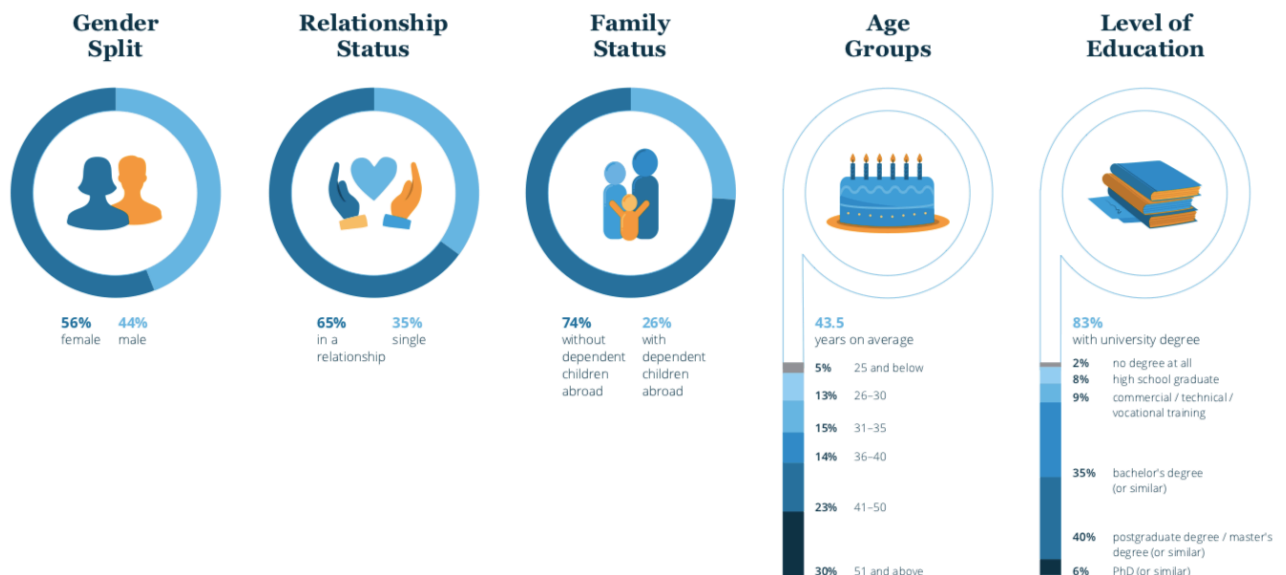 Gender
Split
56%
female
44%
male
Relationship
Status
65%
in a
relationship
35%
single
Family
Status
74%
without
dependent
children
abroad
26%
with
dependent
children
abroad
Age
Groups
43.5
years on average
5% 25 and below
13% 26–30
15% 31–35
14% 36–40
23% 41–50
30% 51 and above
Level of
Education
83%
with university degree
2% no degree at all
8% high school graduate
9% commercial / technical /
vocational training
35% bachelor's degree
(or similar)
40% postgraduate degree / master's
degree (or similar)
6% PhD (or similar)